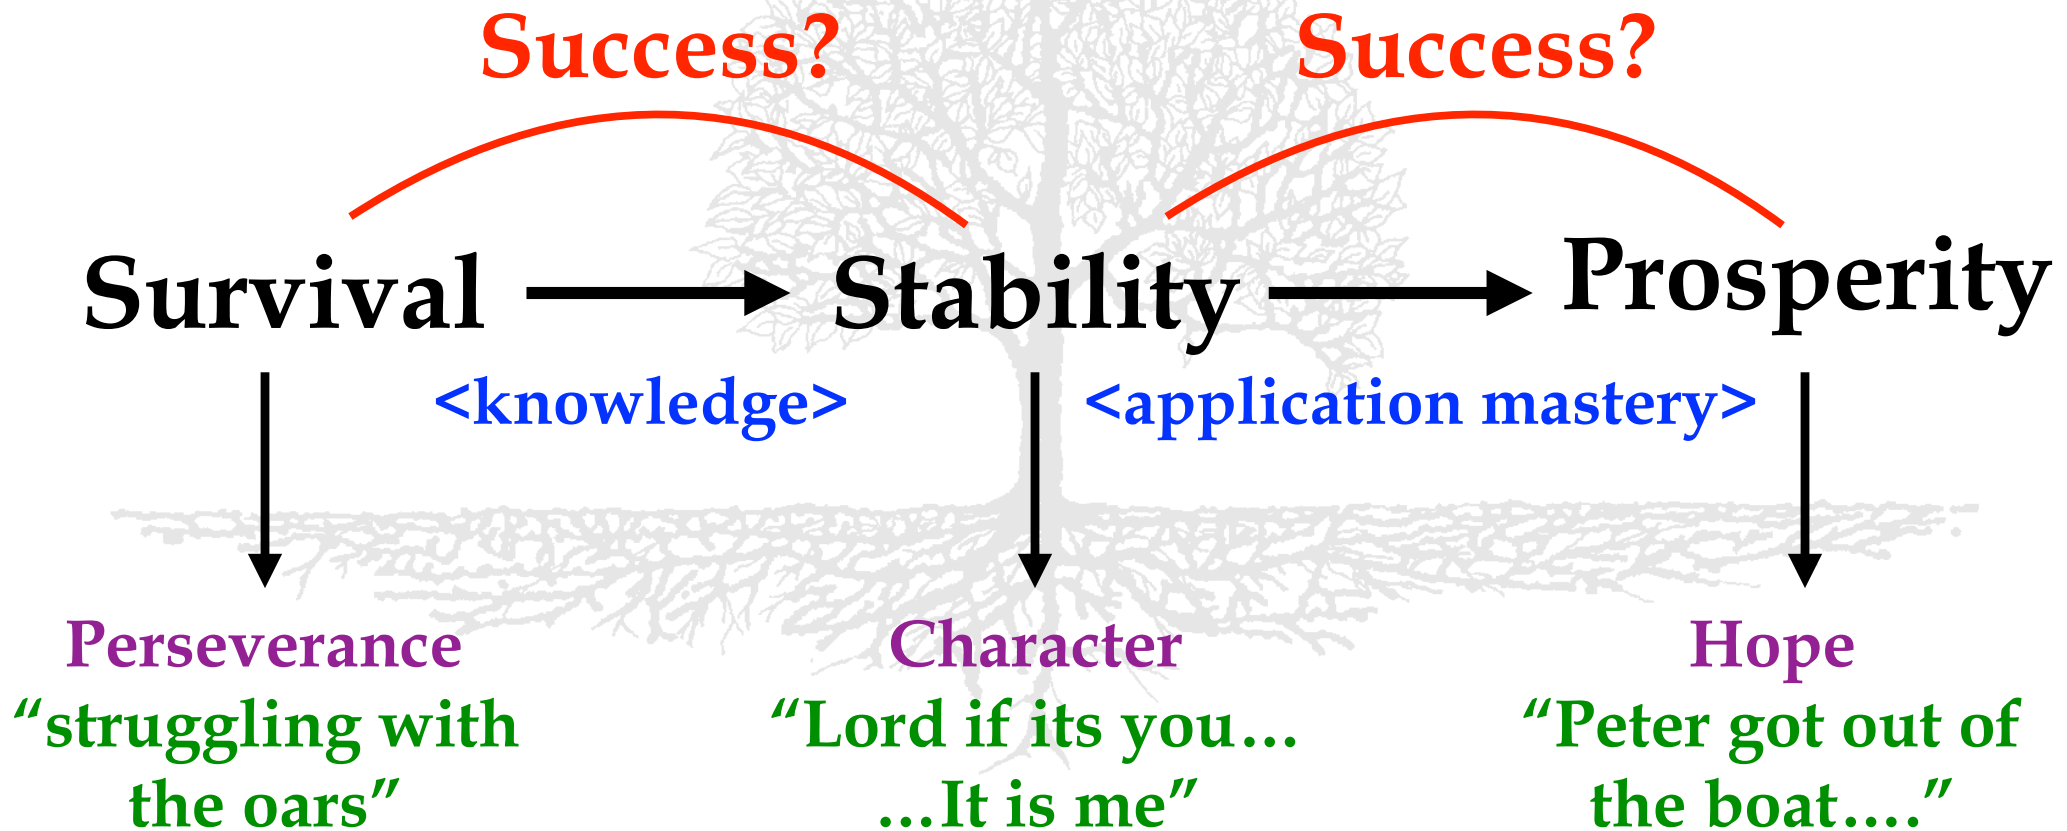 Success? Success?
Survival Stability Prosperity
<knowledge> <application mastery>
Perseverance Character Hope
“struggling with “Lord if its you… “Peter got out of
the oars” …It is me” the boat….”